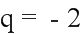 q = - 2